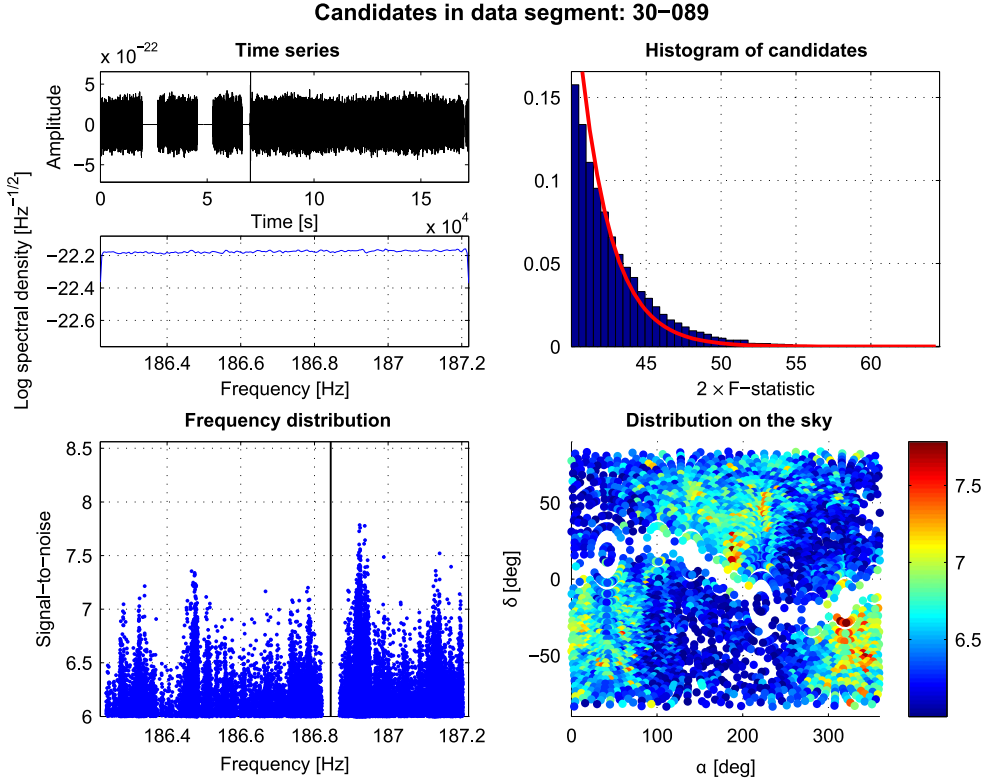 Candidates in data segment: 30−089
Time series
x 10⁻²²
Amplitude
5
0
−5
0 5 10 15
Time [s]
x 10⁴
Log spectral density [Hz⁻¹/²]
−22.2
−22.4
−22.6
186.4 186.6 186.8 187 187.2
Frequency [Hz]
Histogram of candidates
0.15
0.1
0.05
0
45 50 55 60
2 × F−statistic
Frequency distribution
Signal−to−noise
8.5
8
7.5
7
6.5
6
186.4 186.6 186.8 187 187.2
Frequency [Hz]
Distribution on the sky
δ [deg]
50
0
−50
0 100 200 300
α [deg]
7.5
7
6.5